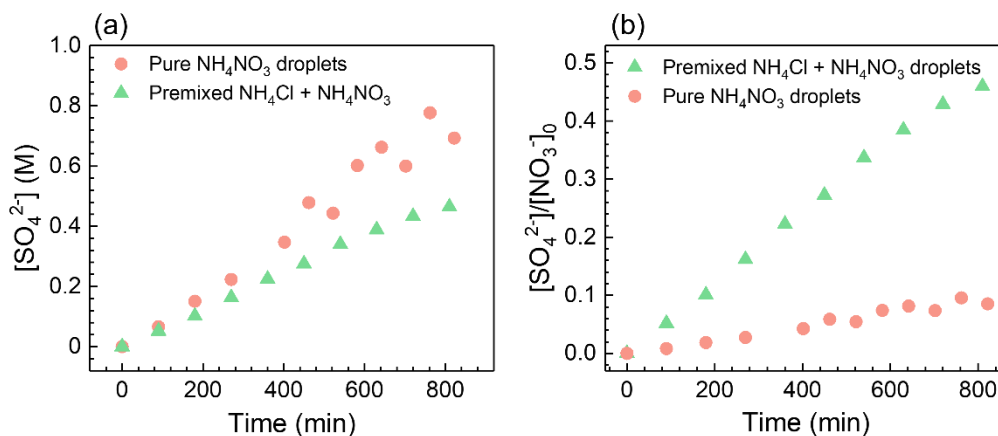 (a)
1.0
0.8
0.6
0.4
0.2
0
[SO₄²⁻] (M)
Pure NH₄NO₃ droplets
Premixed NH₄Cl + NH₄NO₃
0 200 400 600 800
Time (min)
(b)
0.5
0.4
0.3
0.2
0.1
0.0
[SO₄²⁻]/[NO₃⁻]₀
Premixed NH₄Cl + NH₄NO₃ droplets
Pure NH₄NO₃ droplets
0 200 400 600 800
Time (min)